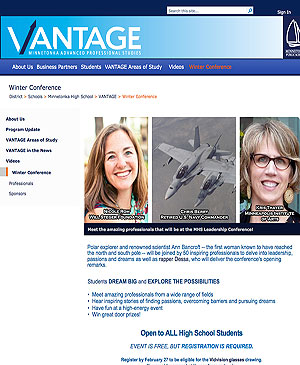 Search this site...
Sign In
VANTAGE
MINNETONKA ADVANCED PROFESSIONAL STUDIES
About Us Business Partners Students VANTAGE Areas of Study Videos Winter Conference
Winter Conference
District > Schools > Minnetonka High School > VANTAGE > Winter Conference
About Us
Program Update
VANTAGE Areas of Study
VANTAGE in the News
Videos
Winter Conference
Professionals
Sponsors
NICOLE ROM
WILL STEGER FOUNDATION
CHRIS BERRY
RETIRED U.S. NAVY COMMANDER
KRIS THAYER
MINNEAPOLIS INSTITUTE
OF ARTS
Meet the amazing professionals that will be at the MHS Leadership Conference!
Polar explorer and renowned scientist Ann Bancroft -- the first woman known to have reached
the north and south pole -- will be joined by 50 inspiring professionals to delve into leadership,
passions and dreams as well as rapper Dessa, who will deliver the conference's opening
remarks.
Students DREAM BIG and EXPLORE THE POSSIBILITIES
• Meet amazing professionals from a wide range of fields
• Hear inspiring stories of finding passions, overcoming barriers and pursuing dreams
• Have fun at a high-energy event
• Win great door prizes!
Open to ALL High School Students
EVENT IS FREE, BUT REGISTRATION IS REQUIRED.
Register by February 27 to be eligible for the Vidvision glasses drawing.